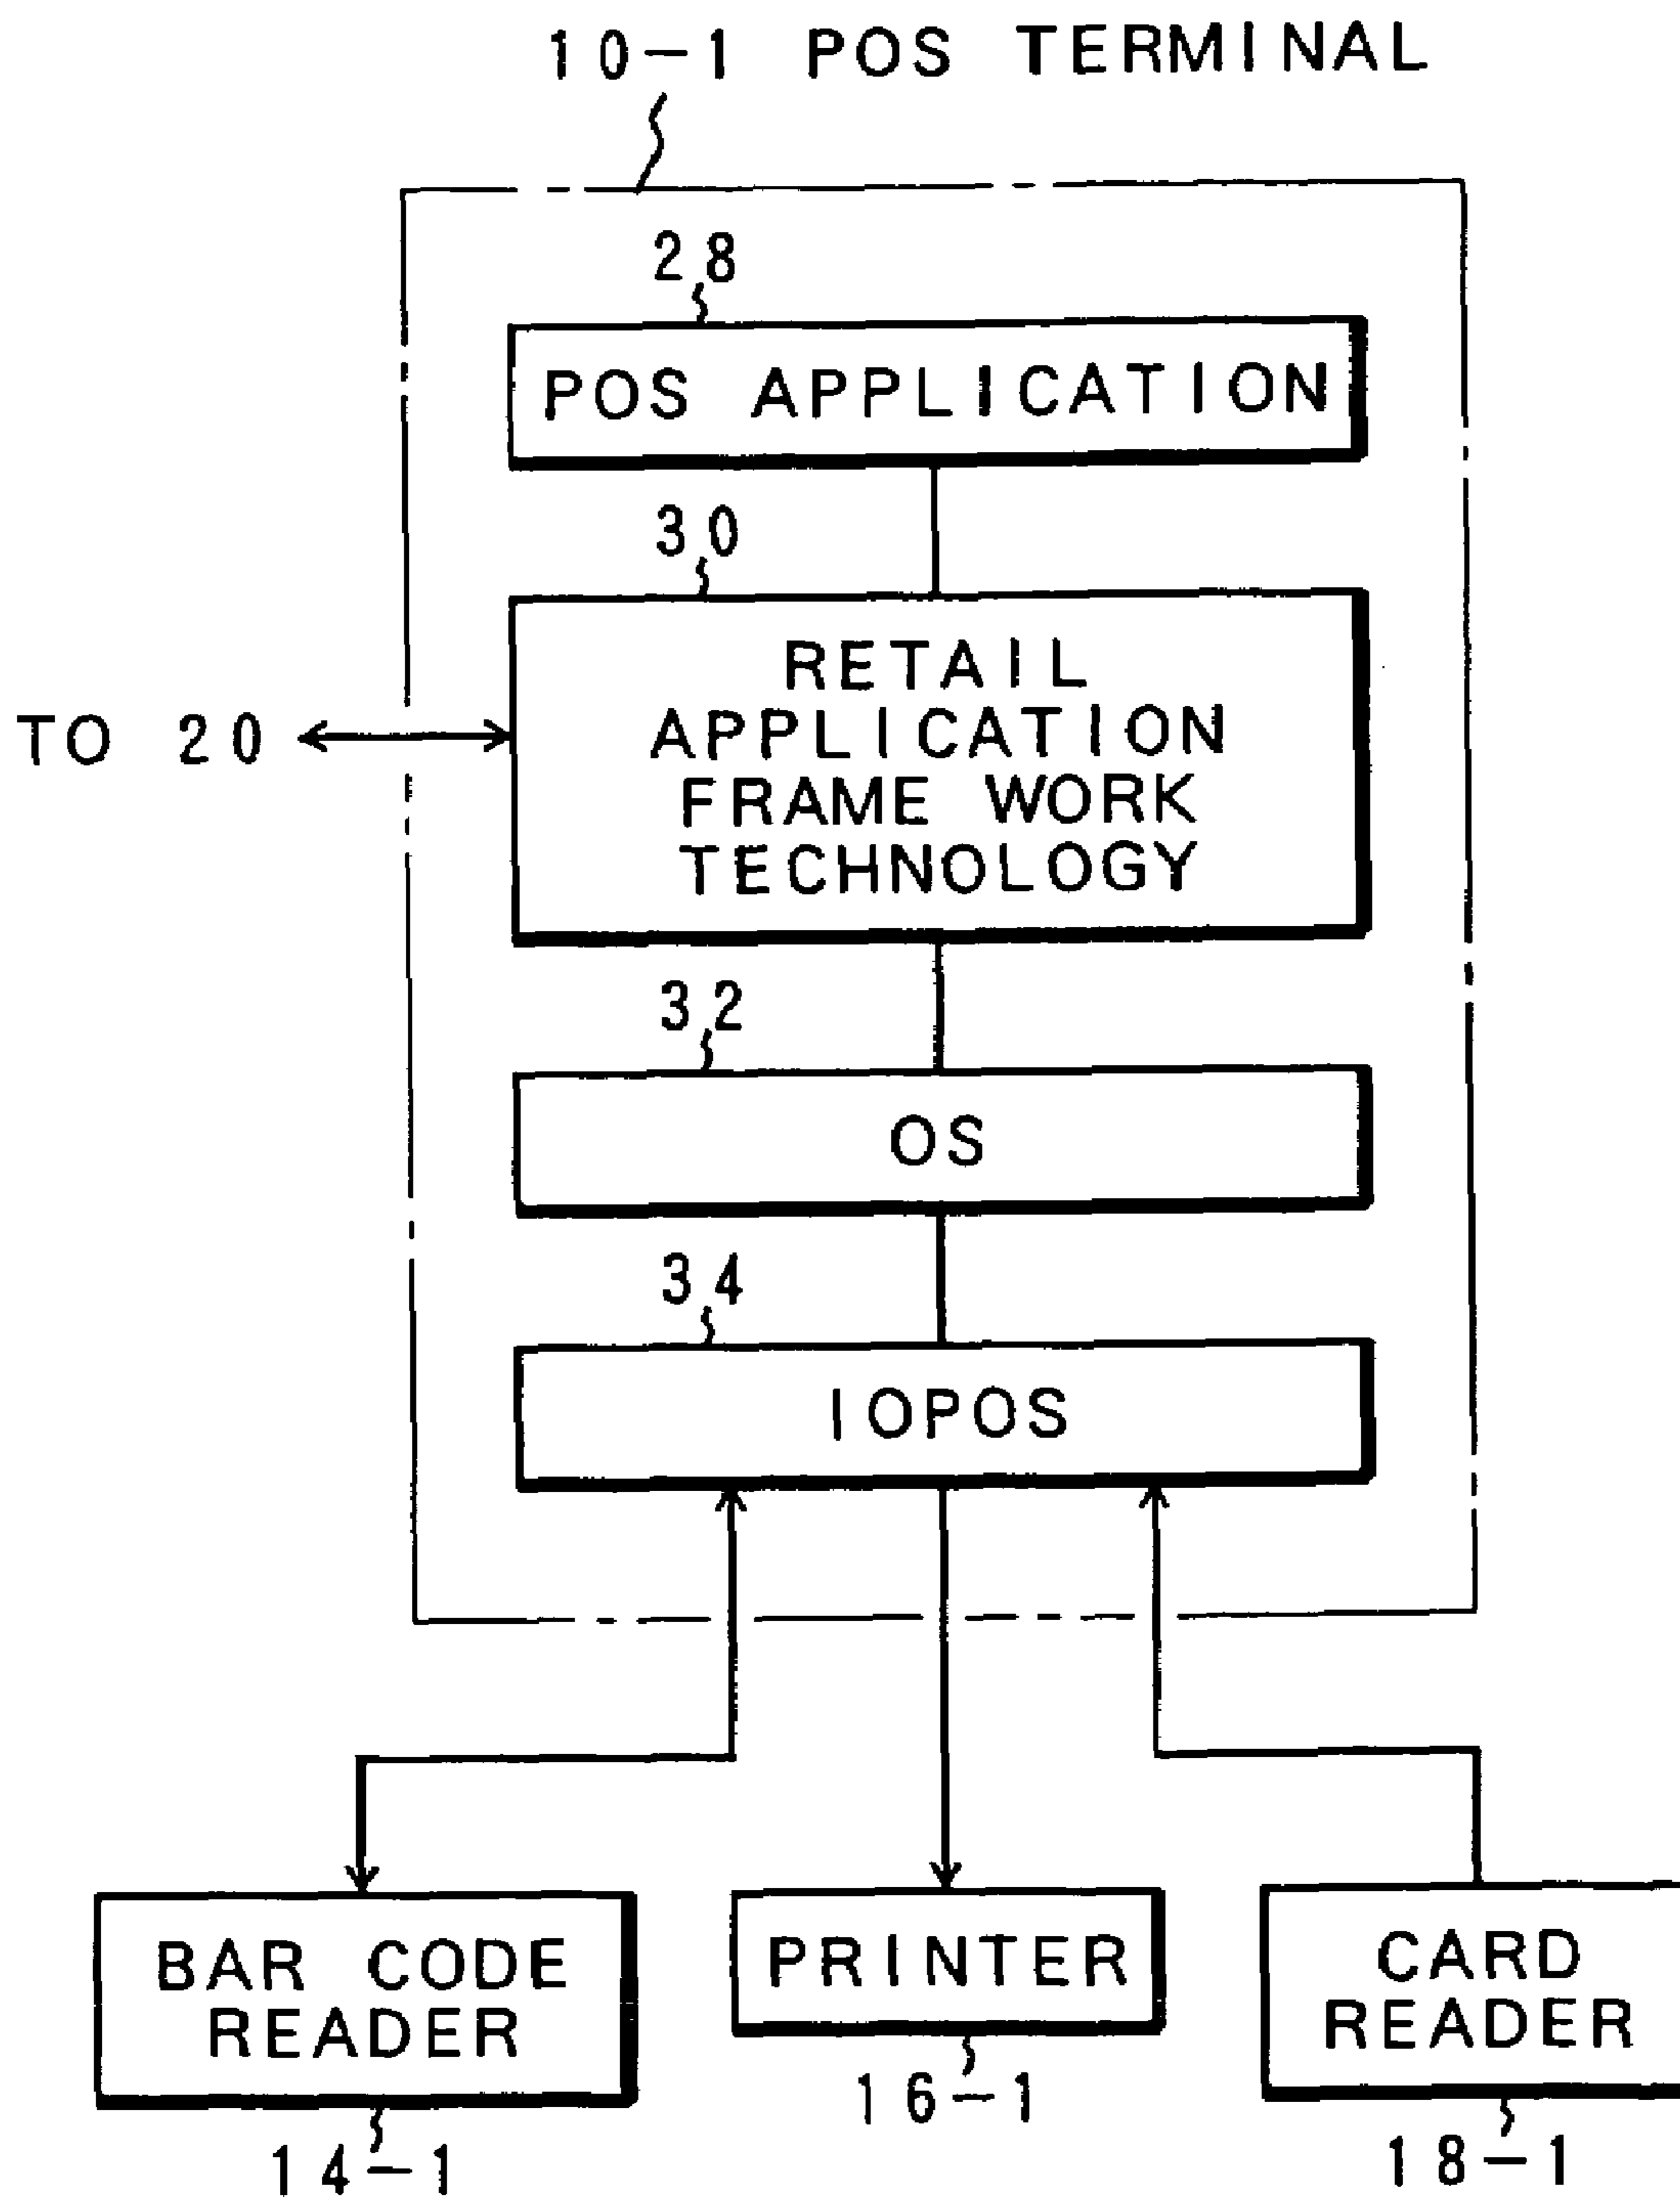 10-1 POS TERMINAL
28
POS APPLICATION
30
RETAIL
APPLICATION
FRAME WORK
TECHNOLOGY
TO 20
32
OS
34
IOPOS
BAR CODE
READER
PRINTER
CARD
READER
14-1
16-1
18-1